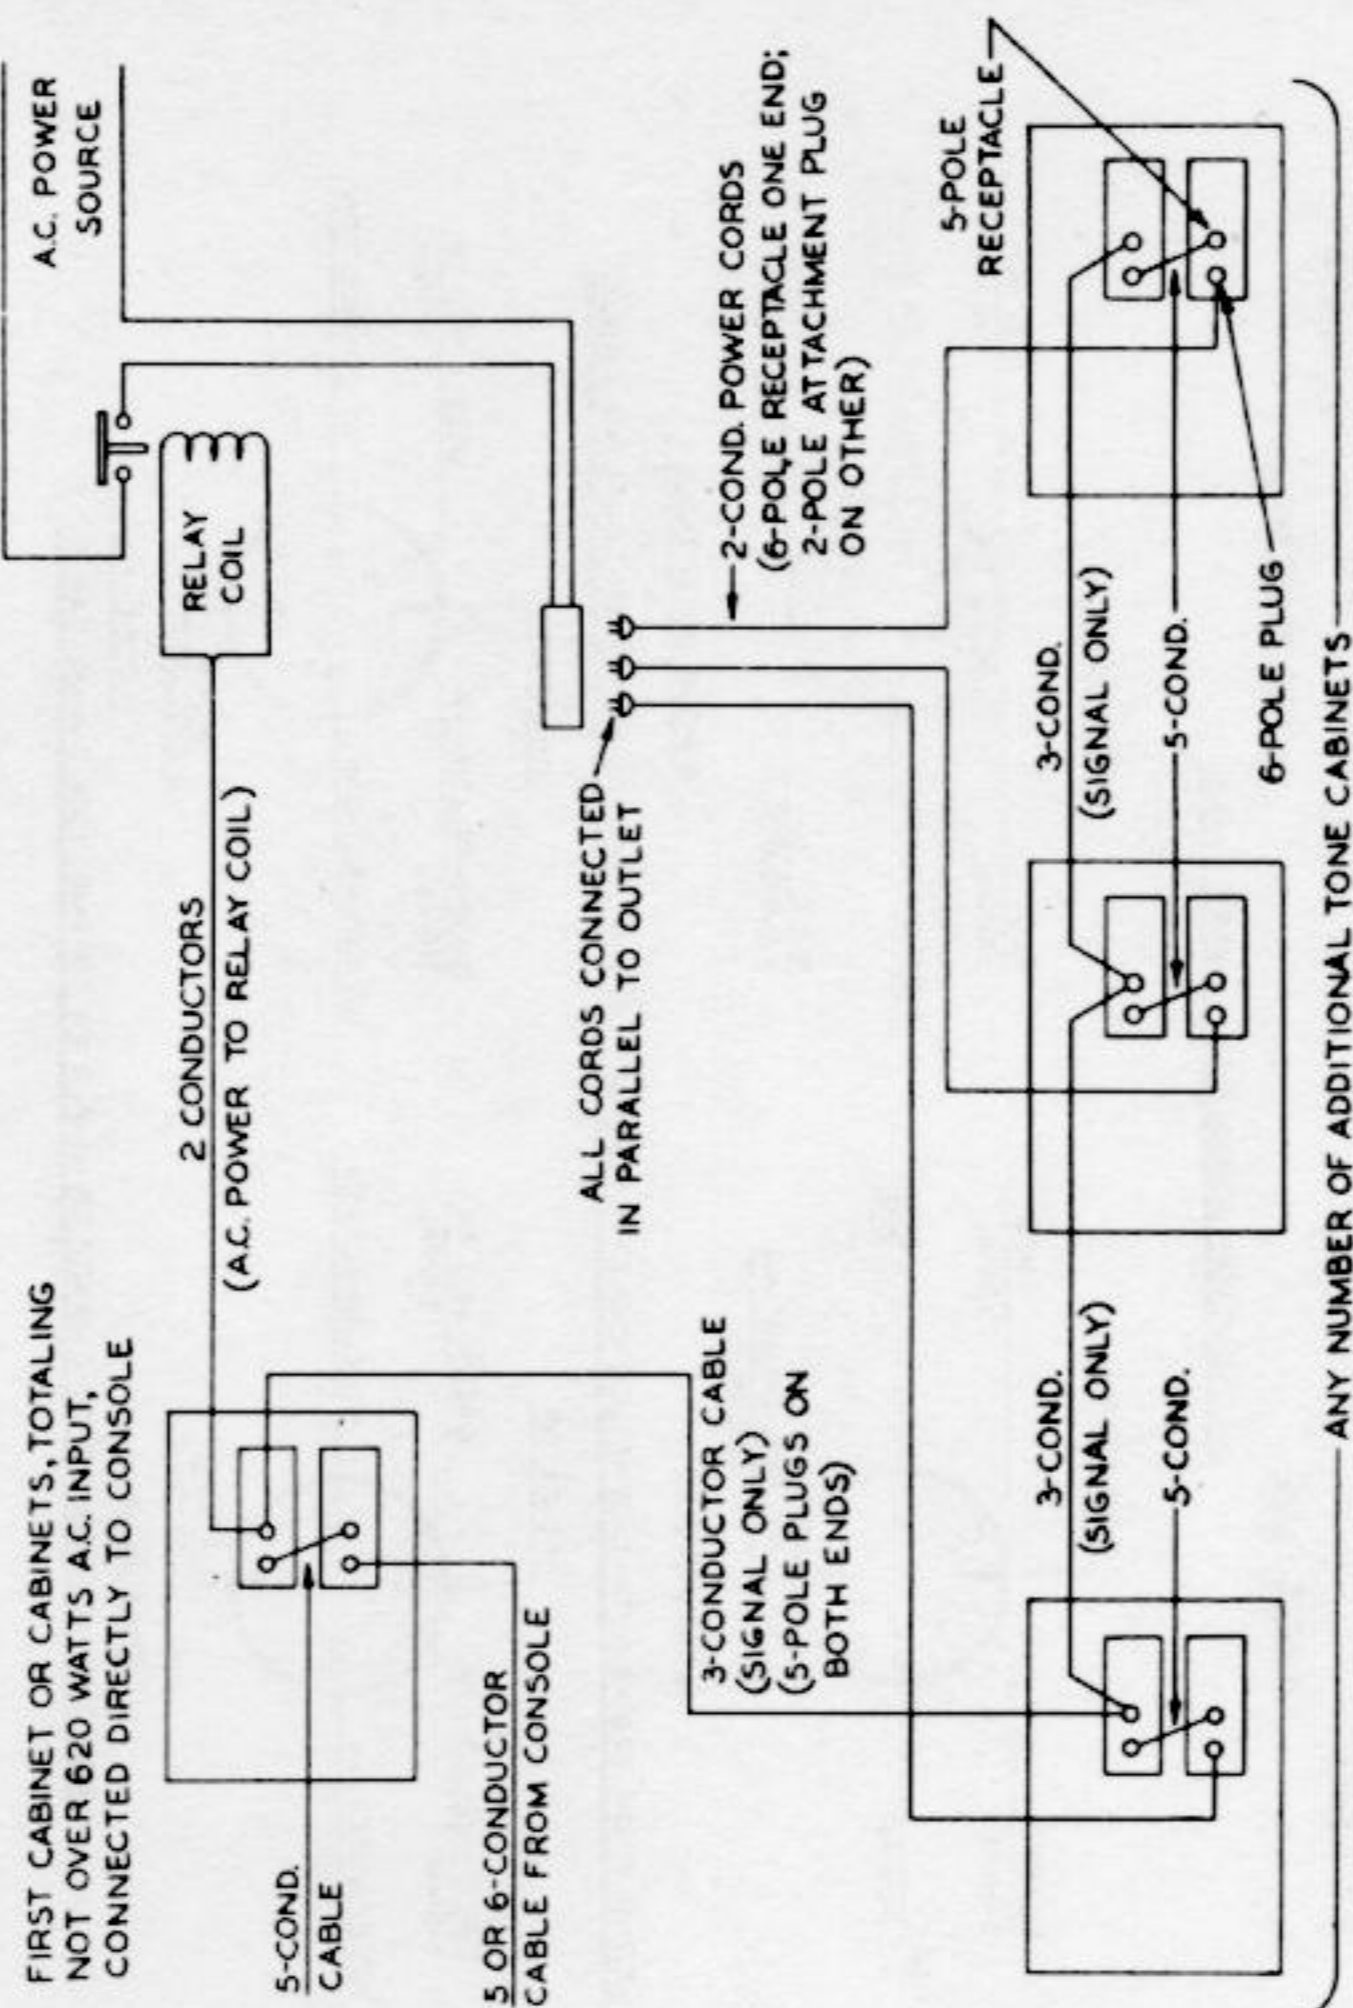 FIRST CABINET OR CABINETS, TOTALING
NOT OVER 620 WATTS A.C. INPUT,
CONNECTED DIRECTLY TO CONSOLE
2 CONDUCTORS
(A.C. POWER TO RELAY COIL)
RELAY
COIL
A.C. POWER
SOURCE
5-COND.
CABLE
5 OR 6-CONDUCTOR
CABLE FROM CONSOLE
ALL CORDS CONNECTED
IN PARALLEL TO OUTLET
3-CONDUCTOR CABLE
(SIGNAL ONLY)
(5-POLE PLUGS ON
BOTH ENDS)
2-COND. POWER CORDS
(6-POLE RECEPTACLE ONE END;
2-POLE ATTACHMENT PLUG
ON OTHER)
5-POLE
RECEPTACLE
3-COND.
(SIGNAL ONLY)
5-COND.
3-COND.
(SIGNAL ONLY)
5-COND.
6-POLE PLUG
ANY NUMBER OF ADDITIONAL TONE CABINETS